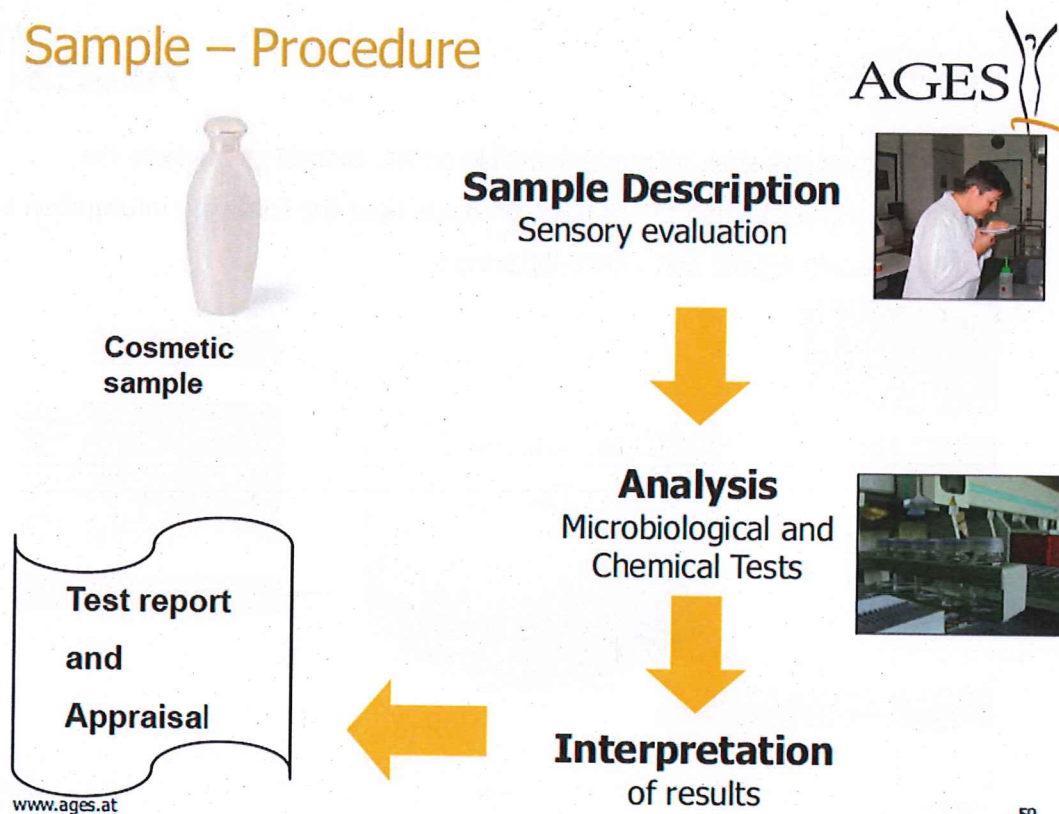 Sample – Procedure
AGES
Cosmetic
sample
Sample Description
Sensory evaluation
Analysis
Microbiological and
Chemical Tests
Interpretation
of results
Test report
and
Appraisal
www.ages.at
59